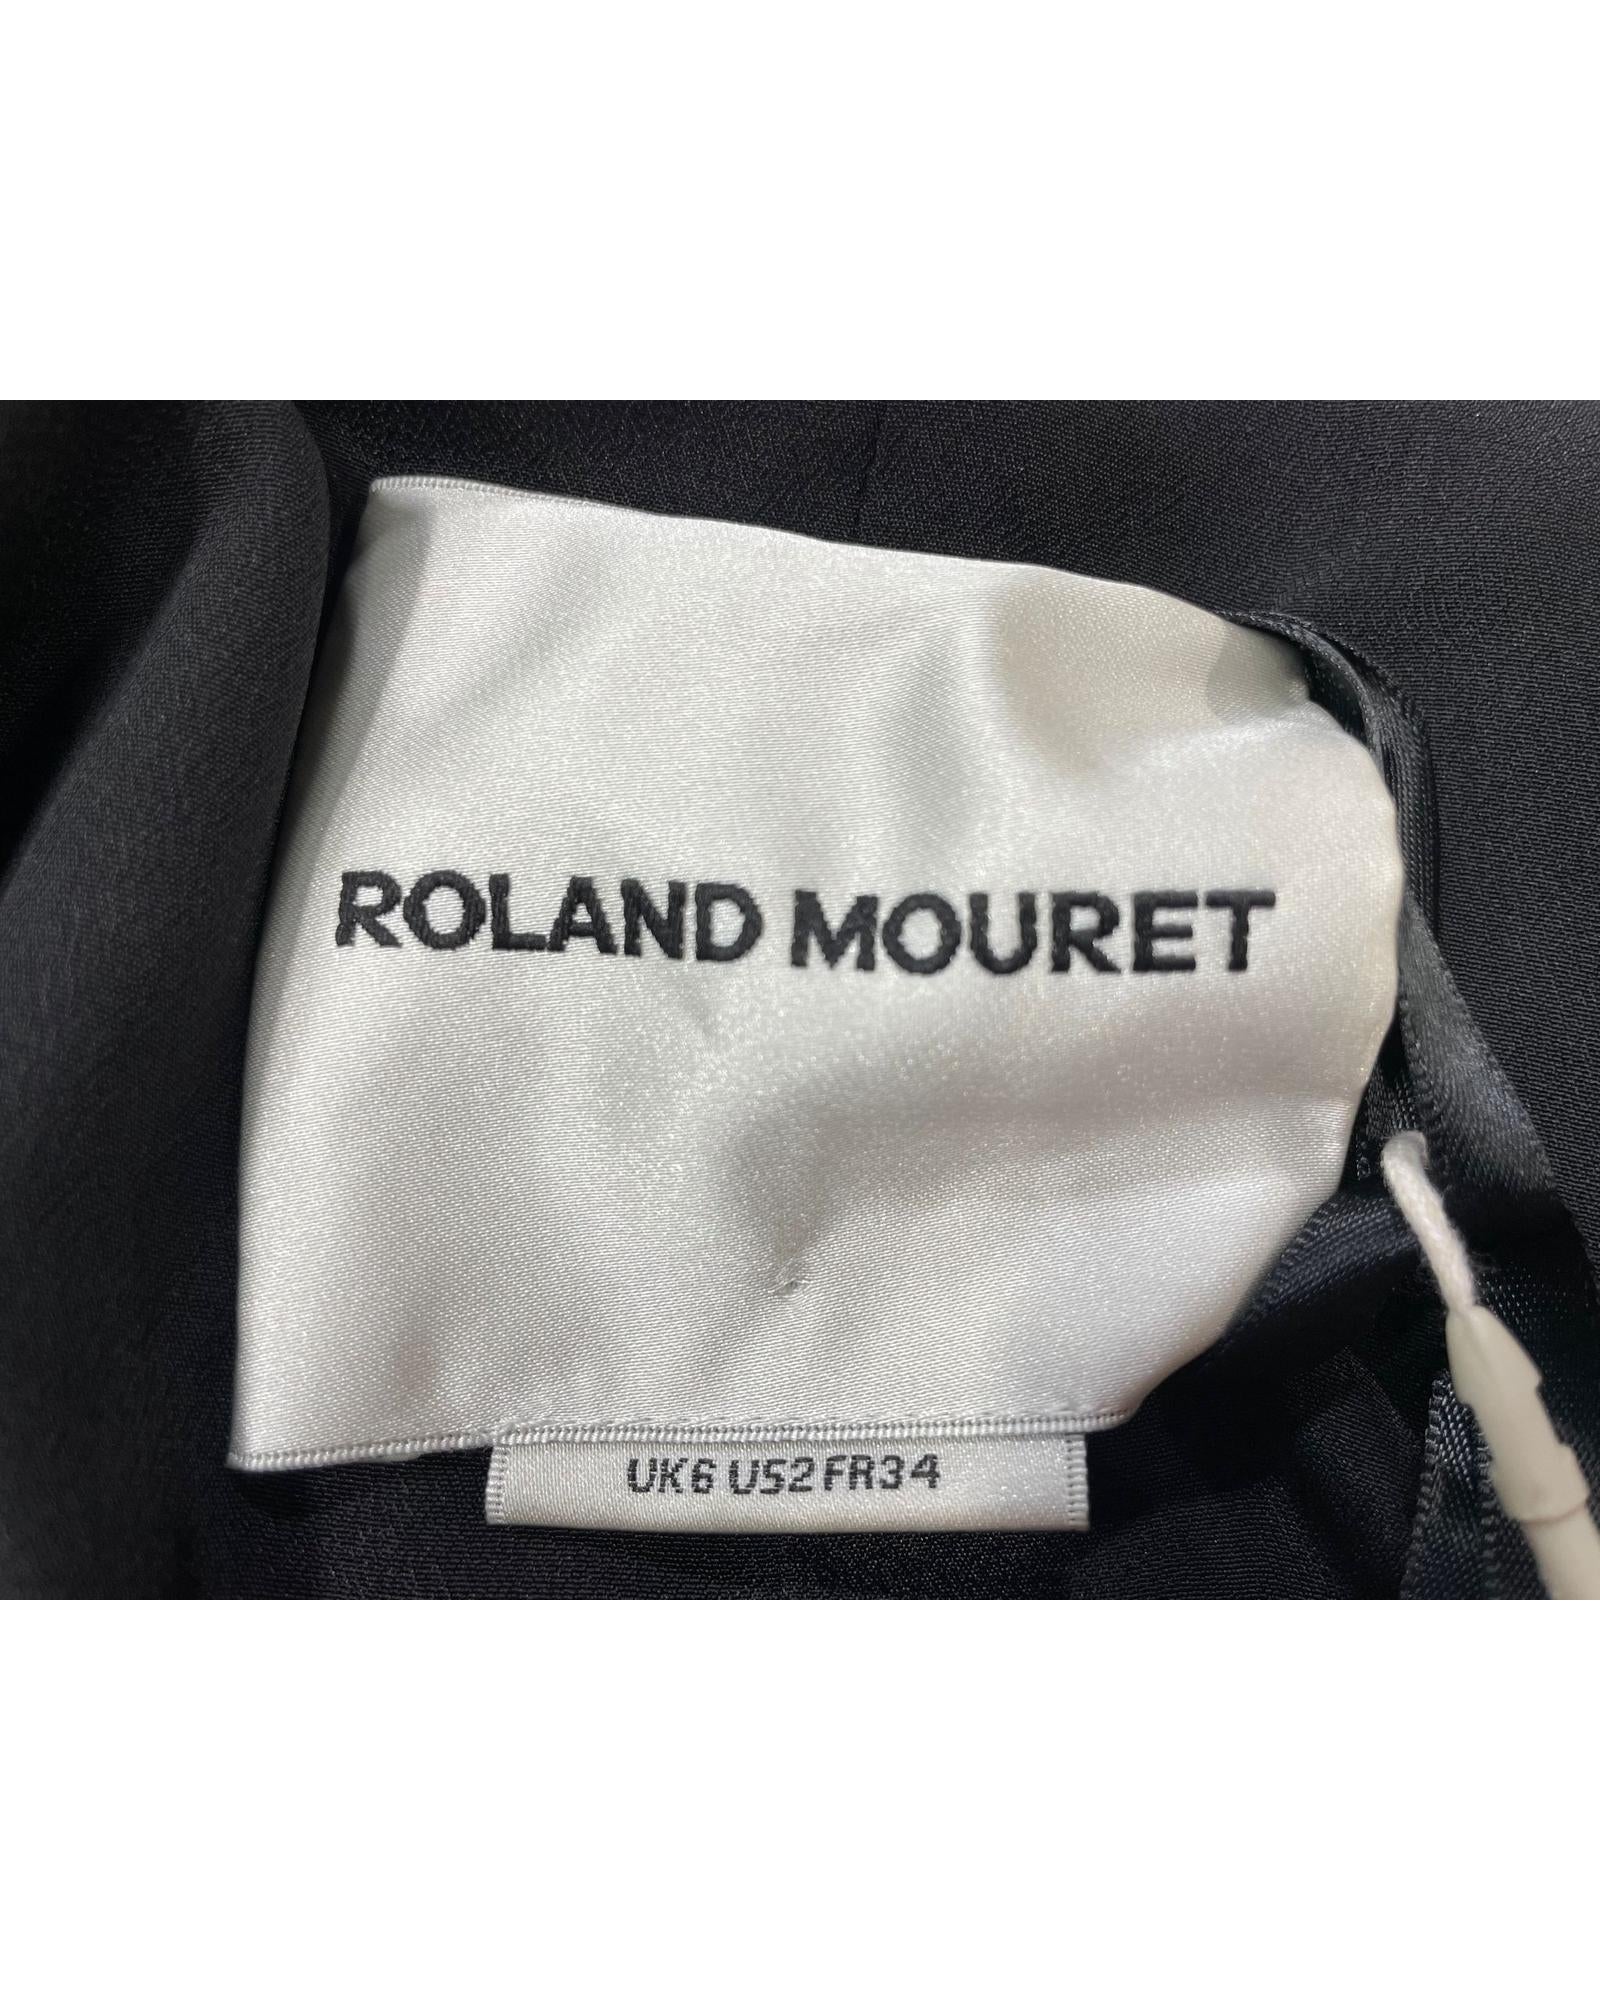 ROLAND MOURET
UK6 US2 FR34